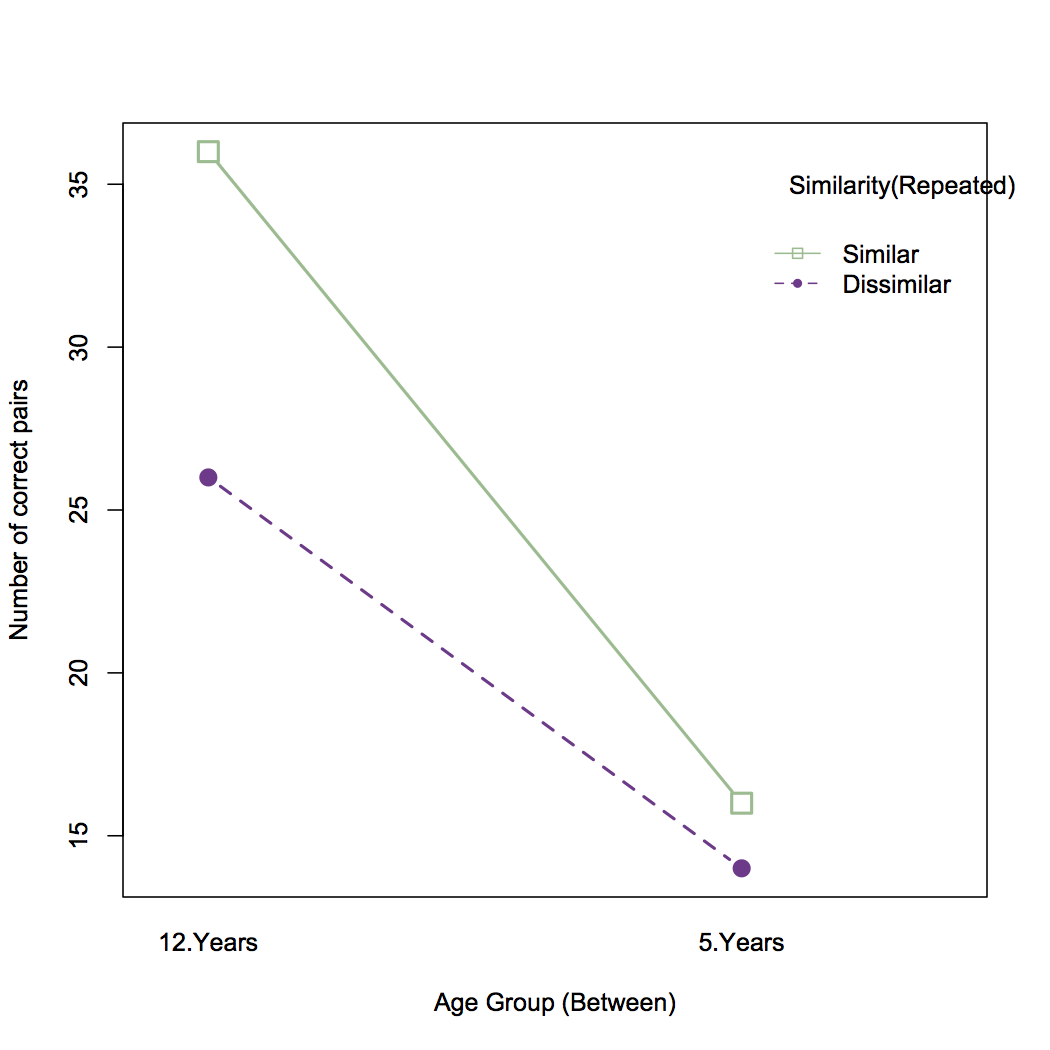 Similarity(Repeated)
Similar
Dissimilar
35
30
25
20
15
Number of correct pairs
12.Years
5.Years
Age Group (Between)